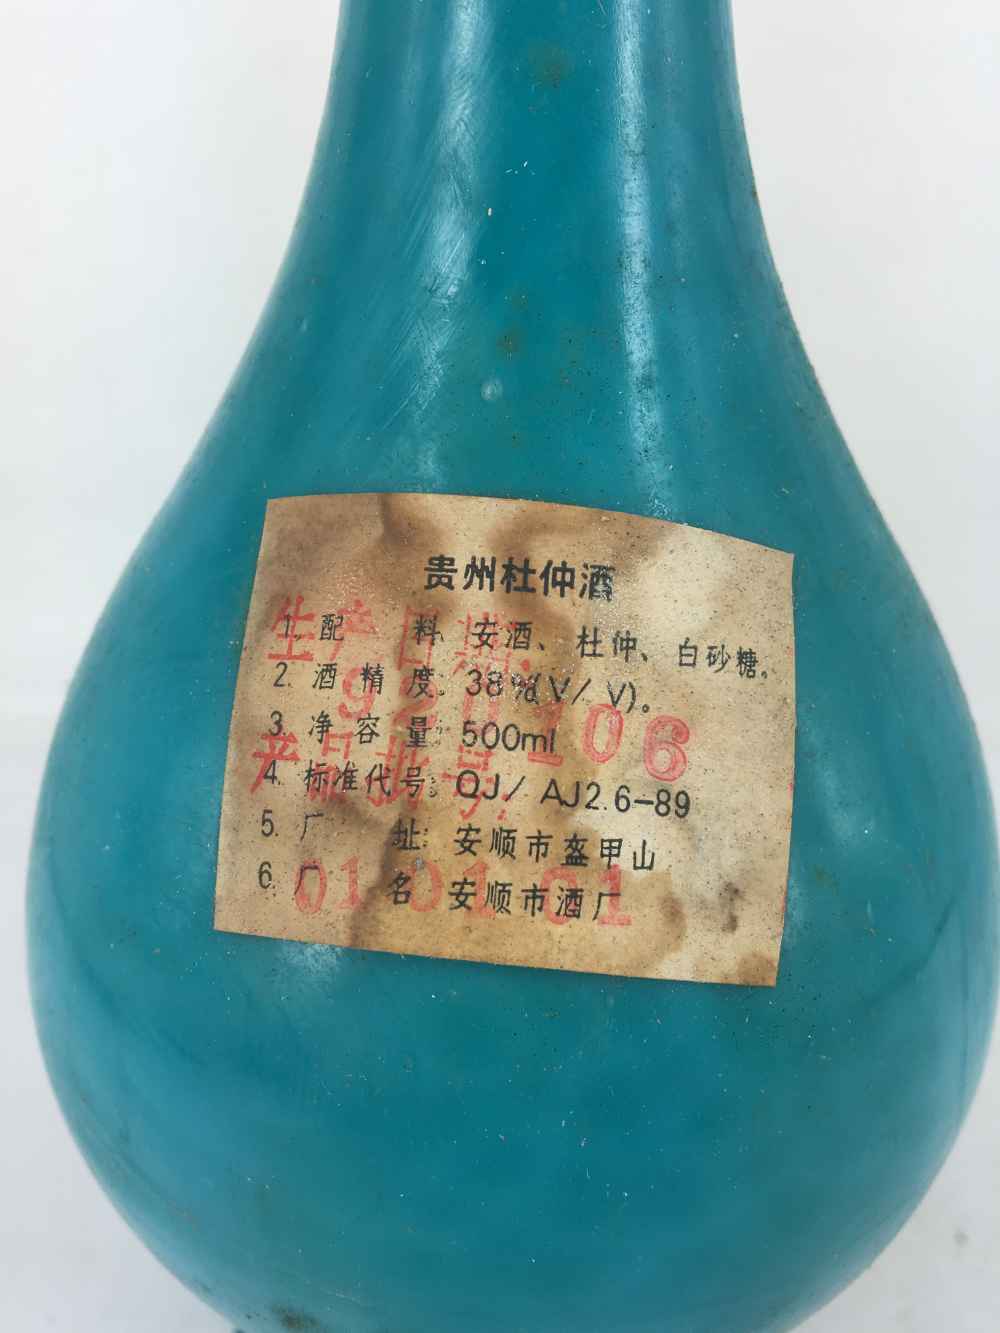 贵州杜仲酒
1. 配 料: 安酒、杜仲、白砂糖。
2. 酒 精 度: 38%(V/V)。
3. 净 容 量: 500ml
4. 标准代号: QJ/AJ2.6-89
5. 厂 址: 安顺市盔甲山
6. 厂 名 安顺市酒厂
生产日期:
920106
产品批号:
010101